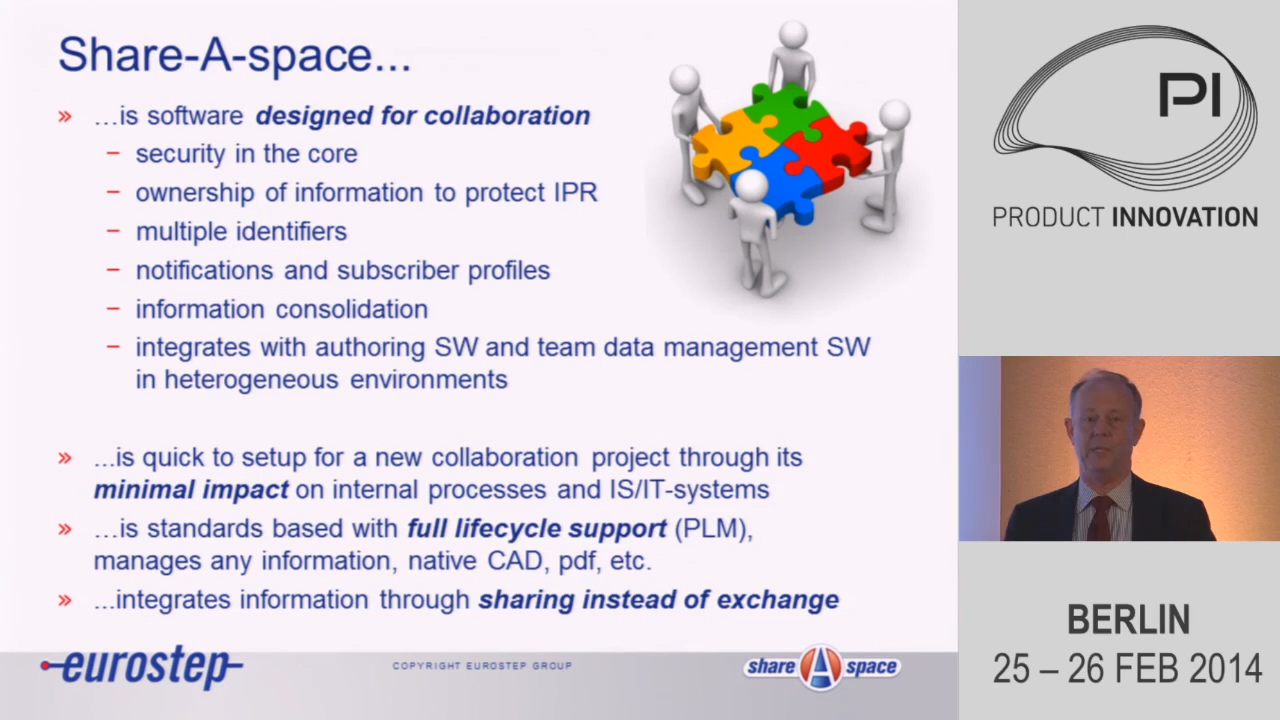 Share-A-space...
» ...is software designed for collaboration
– security in the core
– ownership of information to protect IPR
– multiple identifiers
– notifications and subscriber profiles
– information consolidation
– integrates with authoring SW and team data management SW
in heterogeneous environments
» ...is quick to setup for a new collaboration project through its
minimal impact on internal processes and IS/IT-systems
» ...is standards based with full lifecycle support (PLM),
manages any information, native CAD, pdf, etc.
» ...integrates information through sharing instead of exchange
eurostep
COPYRIGHT EUROSTEP GROUP
share A space
PI
PRODUCT INNOVATION
BERLIN
25 – 26 FEB 2014